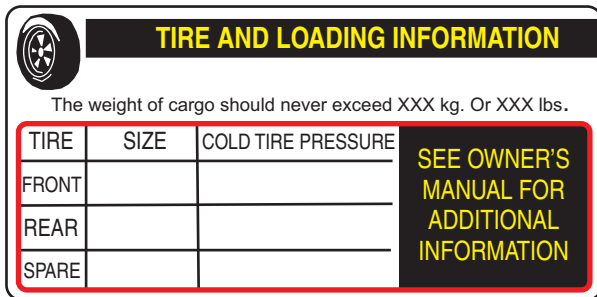 TIRE AND LOADING INFORMATION
The weight of cargo should never exceed XXX kg. Or XXX lbs.
TIRE SIZE COLD TIRE PRESSURE
FRONT
REAR
SPARE
SEE OWNER'S
MANUAL FOR
ADDITIONAL
INFORMATION